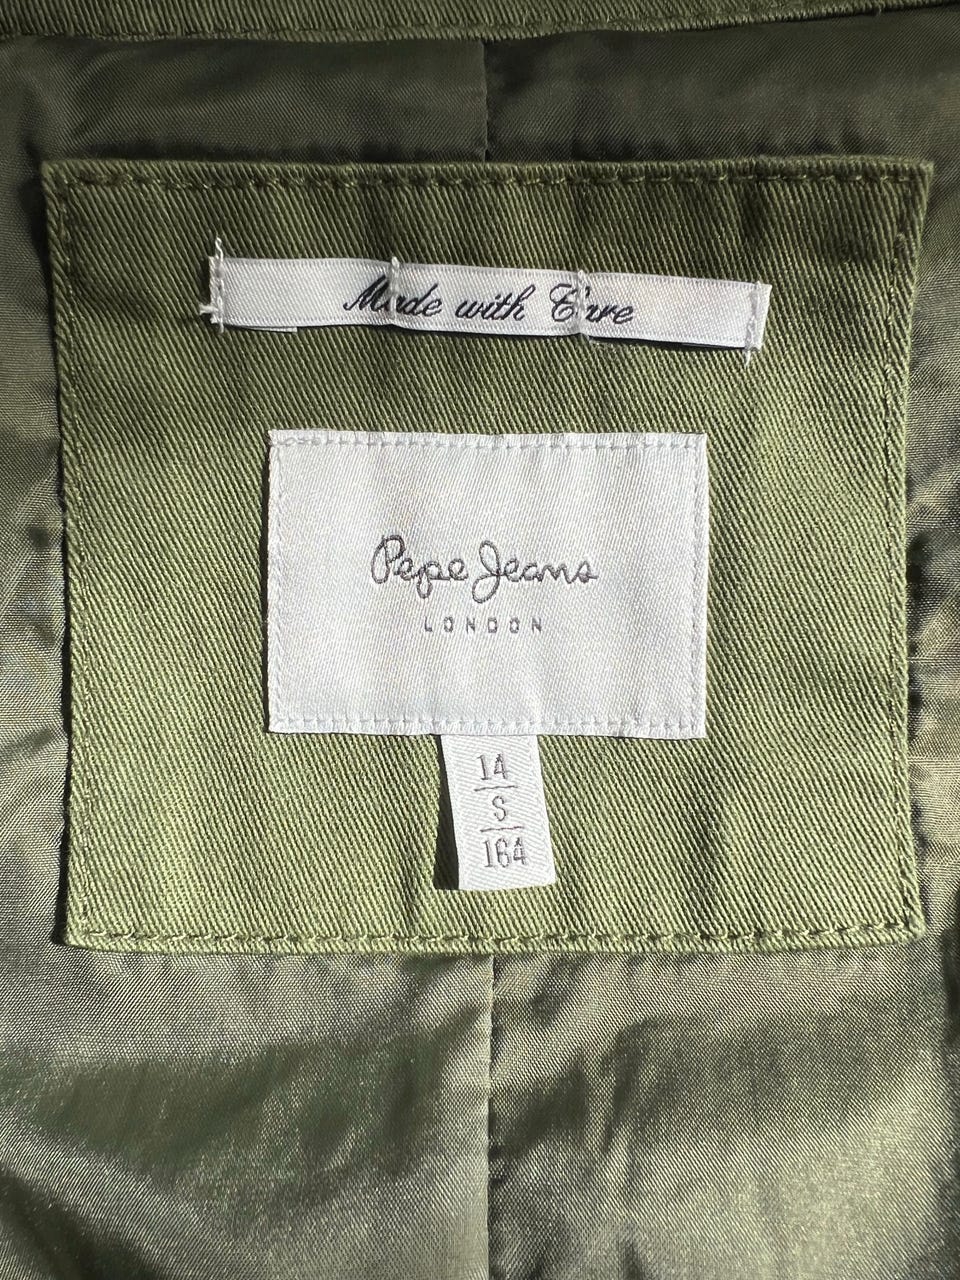 Made with Care
Pepe Jeans
LONDON
14
S
164